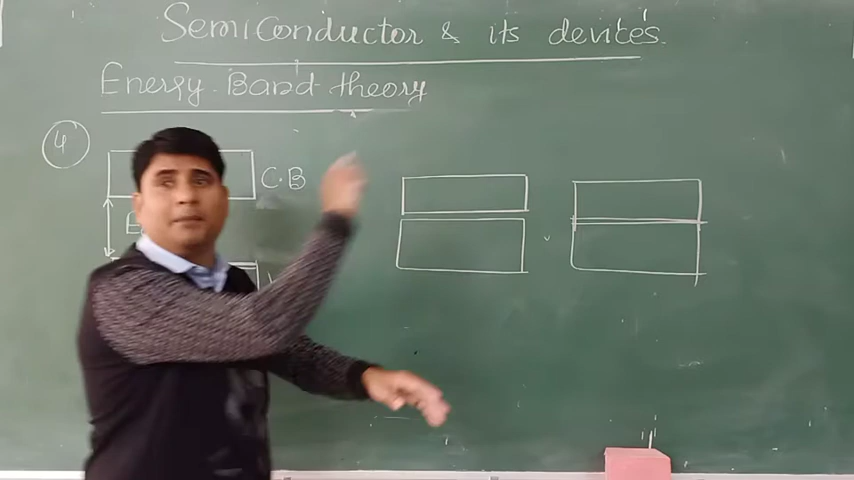 Semiconductor & its devices.
Energy Band theory
4
C.B
E